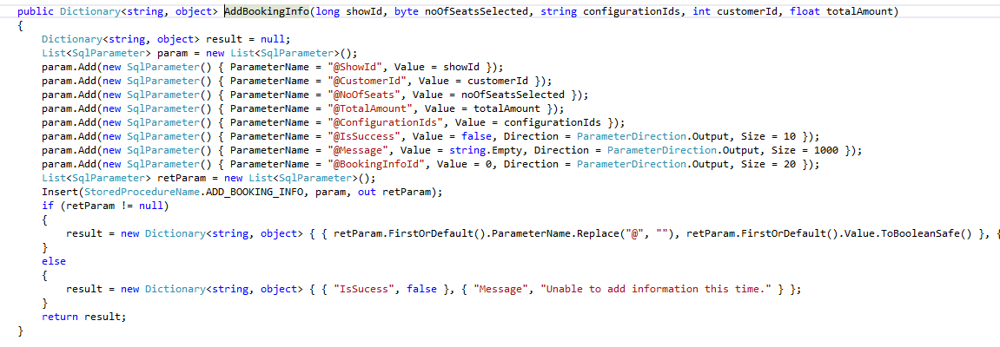 public Dictionary<string, object> AddBookingInfo(long showId, byte noOfSeatsSelected, string configurationIds, int customerId, float totalAmount)
{
    Dictionary<string, object> result = null;
    List<SqlParameter> param = new List<SqlParameter>();
    param.Add(new SqlParameter() { ParameterName = "@ShowId", Value = showId });
    param.Add(new SqlParameter() { ParameterName = "@CustomerId", Value = customerId });
    param.Add(new SqlParameter() { ParameterName = "@NoOfSeats", Value = noOfSeatsSelected });
    param.Add(new SqlParameter() { ParameterName = "@TotalAmount", Value = totalAmount });
    param.Add(new SqlParameter() { ParameterName = "@ConfigurationIds", Value = configurationIds });
    param.Add(new SqlParameter() { ParameterName = "@IsSuccess", Value = false, Direction = ParameterDirection.Output, Size = 10 });
    param.Add(new SqlParameter() { ParameterName = "@Message", Value = string.Empty, Direction = ParameterDirection.Output, Size = 1000 });
    param.Add(new SqlParameter() { ParameterName = "@BookingInfoId", Value = 0, Direction = ParameterDirection.Output, Size = 20 });
    List<SqlParameter> retParam = new List<SqlParameter>();
    Insert(StoredProcedureName.ADD_BOOKING_INFO, param, out retParam);
    if (retParam != null)
    {
        result = new Dictionary<string, object> { { retParam.FirstOrDefault().ParameterName.Replace("@", ""), retParam.FirstOrDefault().Value.ToBooleanSafe() }, {
    }
    else
    {
        result = new Dictionary<string, object> { { "IsSucess", false }, { "Message", "Unable to add information this time." } };
    }
    return result;
}